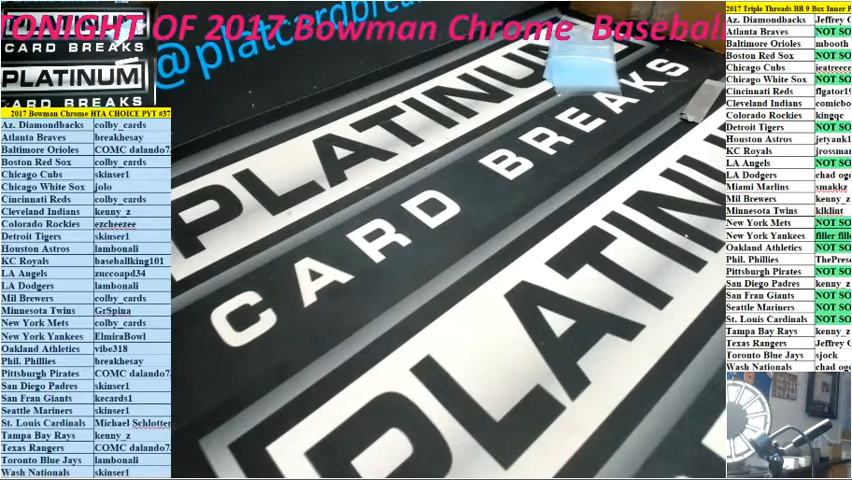 TONIGHT OF 2017 Bowman Chrome Baseball
CARD BREAKS
PLATINUM
CARD BREAKS
2017 Bowman Chrome HTA CHOICE PYT #37
Az. Diamondbacks colby_cards
Atlanta Braves breakhesay
Baltimore Orioles COMC dalando7
Boston Red Sox colby_cards
Chicago Cubs skinser1
Chicago White Sox jolo
Cincinnati Reds colby_cards
Cleveland Indians kenny_z
Colorado Rockies ezcheezee
Detroit Tigers skinser1
Houston Astros lambonali
KC Royals baseballking101
LA Angels zuccoapd34
LA Dodgers lambonali
Mil Brewers colby_cards
Minnesota Twins GrSpina
New York Mets colby_cards
New York Yankees ElmiraBowl
Oakland Athletics vibe318
Phil. Phillies breakhesay
Pittsburgh Pirates COMC dalando7
San Diego Padres skinser1
San Fran Giants kecards1
Seattle Mariners skinser1
St. Louis Cardinals Michael Schlotter
Tampa Bay Rays kenny_z
Texas Rangers COMC dalando7
Toronto Blue Jays lambonali
Wash Nationals skinser1
@platcardbre
PLATINUM
CARD BREAKS
PLATINU
2017 Triple Threats BB 9 Box Inner P
Az. Diamondbacks Jeffrey C
Atlanta Braves NOT SO
Baltimore Orioles mbooth
Boston Red Sox NOT SO
Chicago Cubs ieatreece
Chicago White Sox NOT SO
Cincinnati Reds flgator19
Cleveland Indians comicbo
Colorado Rockies kingqc
Detroit Tigers NOT SO
Houston Astros jetyank1
KC Royals jrossman
LA Angels NOT SO
LA Dodgers chad ogo
Miami Marlins smakkz
Mil Brewers kenny_z
Minnesota Twins klklint
New York Mets NOT SO
New York Yankees filler fille
Oakland Athletics NOT SO
Phil. Phillies ThePres
Pittsburgh Pirates NOT SO
San Diego Padres kenny_z
San Fran Giants NOT SO
Seattle Mariners NOT SO
St. Louis Cardinals NOT SO
Tampa Bay Rays kenny_z
Texas Rangers Jeffrey C
Toronto Blue Jays sjock
Wash Nationals chad ogo